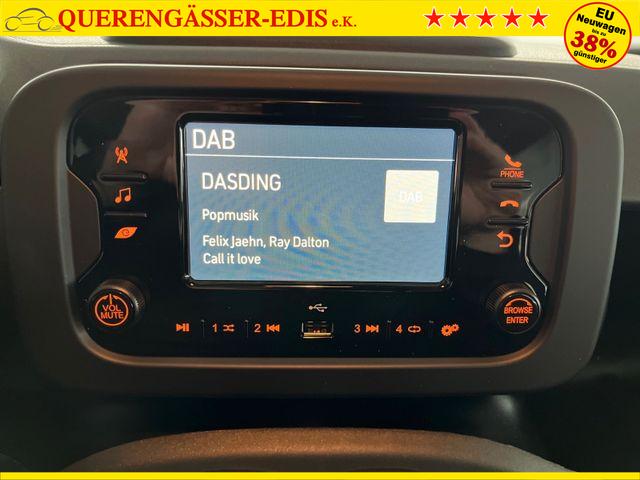 QUERENGÄSSER-EDIS e.K.
EU
Neuwagen
bis zu
38%
günstiger
DAB
DASDING
DAB
Popmusik
Felix Jaehn, Ray Dalton
Call it love
PHONE
VOL
MUTE
BROWSE
ENTER
1
2
3
4